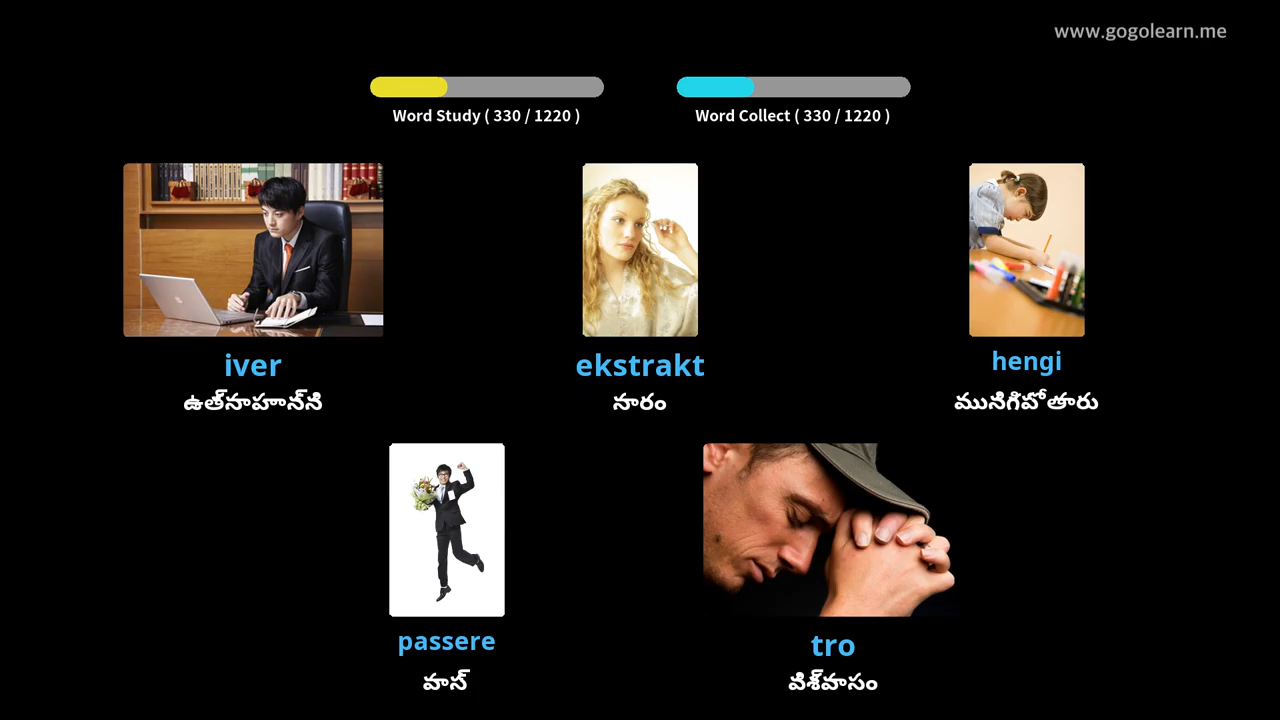 www.gogolearn.me
Word Study ( 330 / 1220 )
Word Collect ( 330 / 1220 )
iver
ఉత్సాహాన్ని
ekstrakt
సారం
hengi
మునిగిపోతారు
passere
పాస్
tro
విశ్వాసం